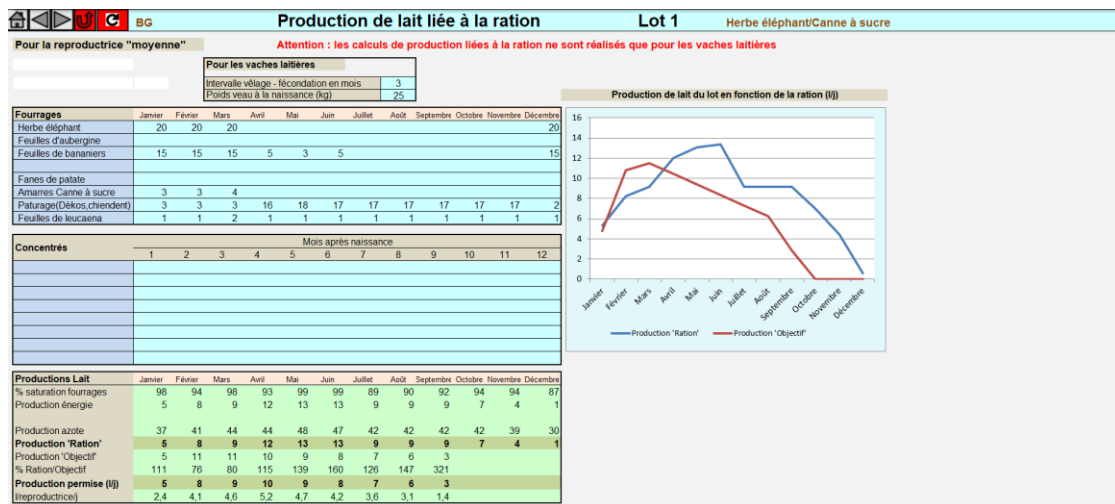 BG Production de lait liée à la ration Lot 1 Herbe éléphant/Canne à sucre
Pour la reproductrice "moyenne" Attention : les calculs de production liées à la ration ne sont réalisés que pour les vaches laitières
Pour les vaches laitières
Intervalle vêlage - fécondation en mois 3
Poids veau à la naissance (kg) 25
Fourrages Janvier Février Mars Avril Mai Juin Juillet Août Septembre Octobre Novembre Décembre
Herbe éléphant 20 20 20 20
Feuilles d'aubergine
Feuilles de bananiers 15 15 15 5 3 5 15
Fanes de patate
Amarres Canne à sucre 3 3 4
Paturage(Dèkos,chiendent) 3 3 3 16 18 17 17 17 17 17 17 2
Feuilles de leucaena 1 1 2 1 1 1 1 1 1 1 1 1
Concentrés Mois après naissance
1 2 3 4 5 6 7 8 9 10 11 12
Productions Lait Janvier Février Mars Avril Mai Juin Juillet Août Septembre Octobre Novembre Décembre
% saturation fourrages 98 94 98 93 99 99 89 90 92 94 94 87
Production énergie 5 8 9 12 13 13 9 9 9 7 4 1
Production azote 37 41 44 44 48 47 42 42 42 42 39 30
Production 'Ration' 5 8 9 12 13 13 9 9 9 7 4 1
Production 'Objectif' 5 11 11 10 9 8 7 6 3
% Ration/Objectif 111 76 80 115 139 160 126 147 321
Production permise (l/j) 5 8 9 10 9 8 7 6 3
l/reproductrice/j 2,4 4,1 4,6 5,2 4,7 4,2 3,6 3,1 1,4
Production de lait du lot en fonction de la ration (l/j)
16
14
12
10
8
6
4
2
0
Janvier Février Mars Avril Mai Juin Juillet Août Septembre Octobre Novembre Décembre
Production 'Ration' Production 'Objectif'